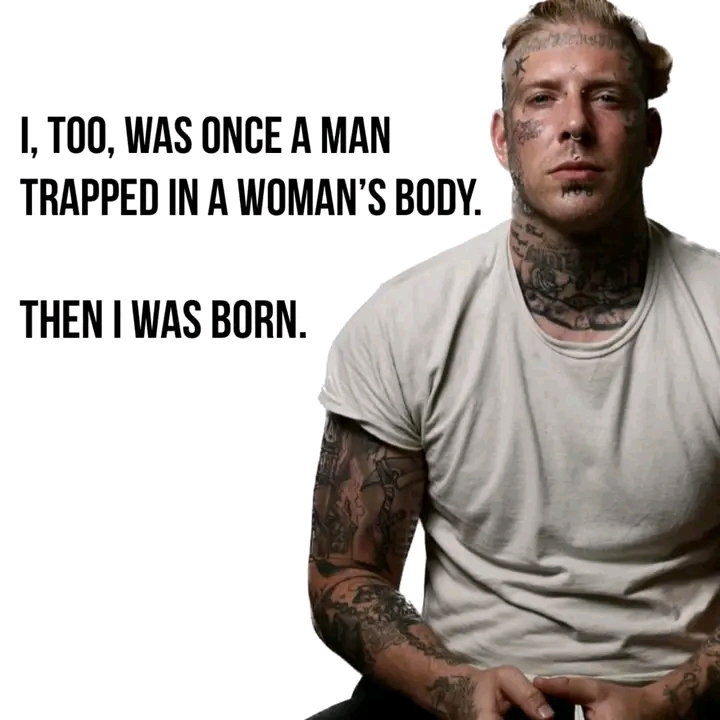 I, TOO, WAS ONCE A MAN
TRAPPED IN A WOMAN'S BODY.
THEN I WAS BORN.